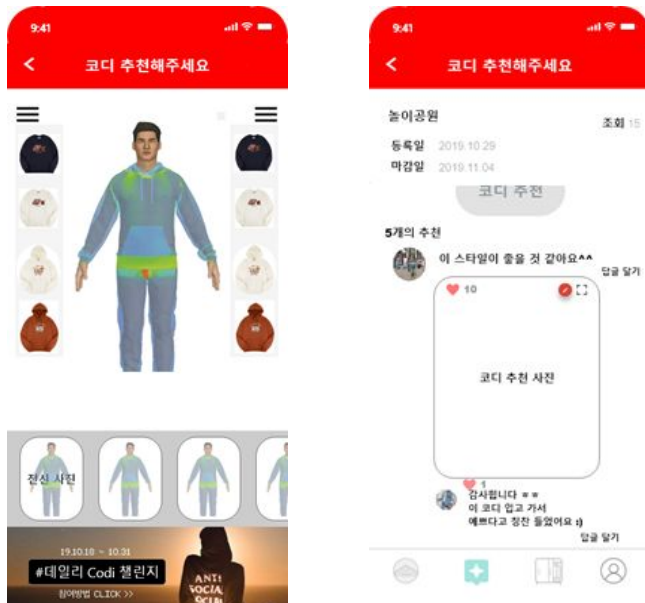 9:41
코디 추천해주세요
전신 사진
19.10.10 ~ 10.31
#데일리 Codi 챌린지
참여방법 CLICK >>
ANTI
SOCIAL
9:41
코디 추천해주세요
놀이공원
조회 15
등록일 2019.10.29
마감일 2019.11.04
코디 추천
5개의 추천
이 스타일이 좋을 것 같아요^^
답글 달기
10
코디 추천 사진
1
감사합니다 ㅠㅠ
이 코디 입고 가서
예쁘다고 칭찬 들었어요 :)
답글 달기